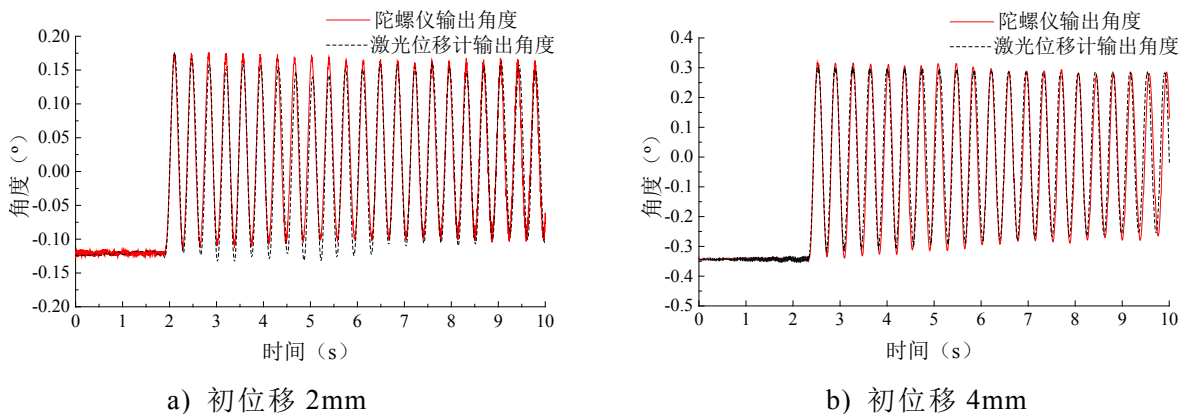 陀螺仪输出角度
激光位移计输出角度
0.20
0.15
0.10
0.05
0.00
-0.05
-0.10
-0.15
-0.20
角度（º）
0 1 2 3 4 5 6 7 8 9 10
时间（s）
a) 初位移 2mm
陀螺仪输出角度
激光位移计输出角度
0.4
0.3
0.2
0.1
0.0
-0.1
-0.2
-0.3
-0.4
-0.5
角度（º）
0 1 2 3 4 5 6 7 8 9 10
时间（s）
b) 初位移 4mm